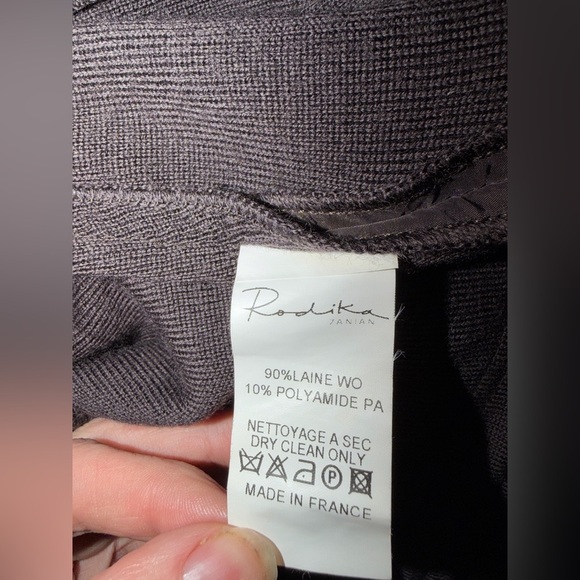 Rodika
ZANIAN
90%LAINE WO
10% POLYAMIDE PA
NETTOYAGE A SEC
DRY CLEAN ONLY
P
MADE IN FRANCE